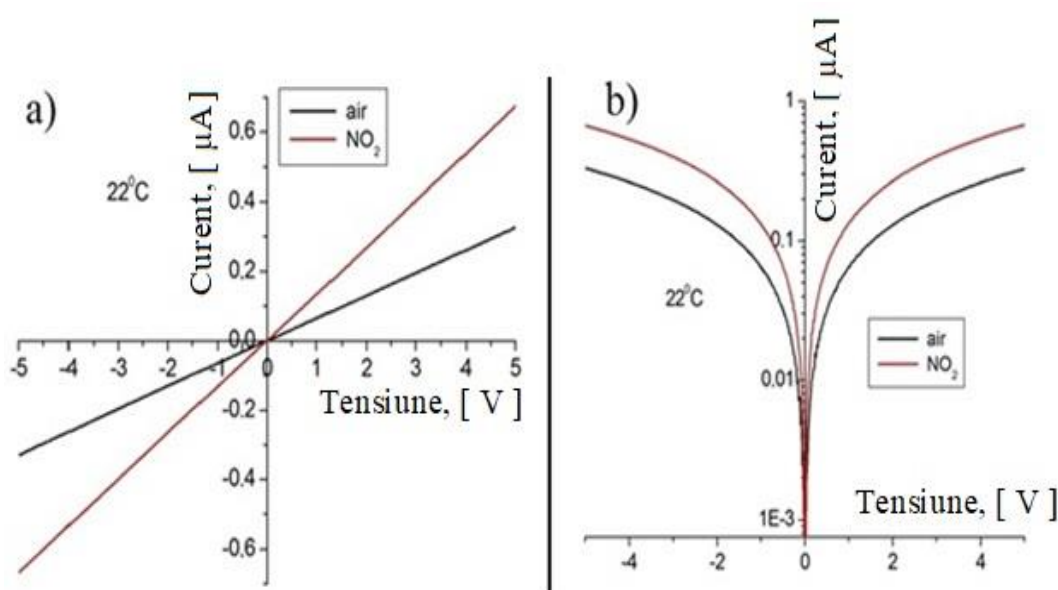 a)
Curent, [ μA]
air
NO2
22⁰C
0.6
0.4
0.2
0.0
-0.2
-0.4
-0.6
-5 -4 -3 -2 -1 0 1 2 3 4 5
Tensiune, [ V ]
b)
Curent, [ μA]
1
0.1
0.01
1E-3
22⁰C
air
NO2
Tensiune, [ V ]
-4 -2 0 2 4